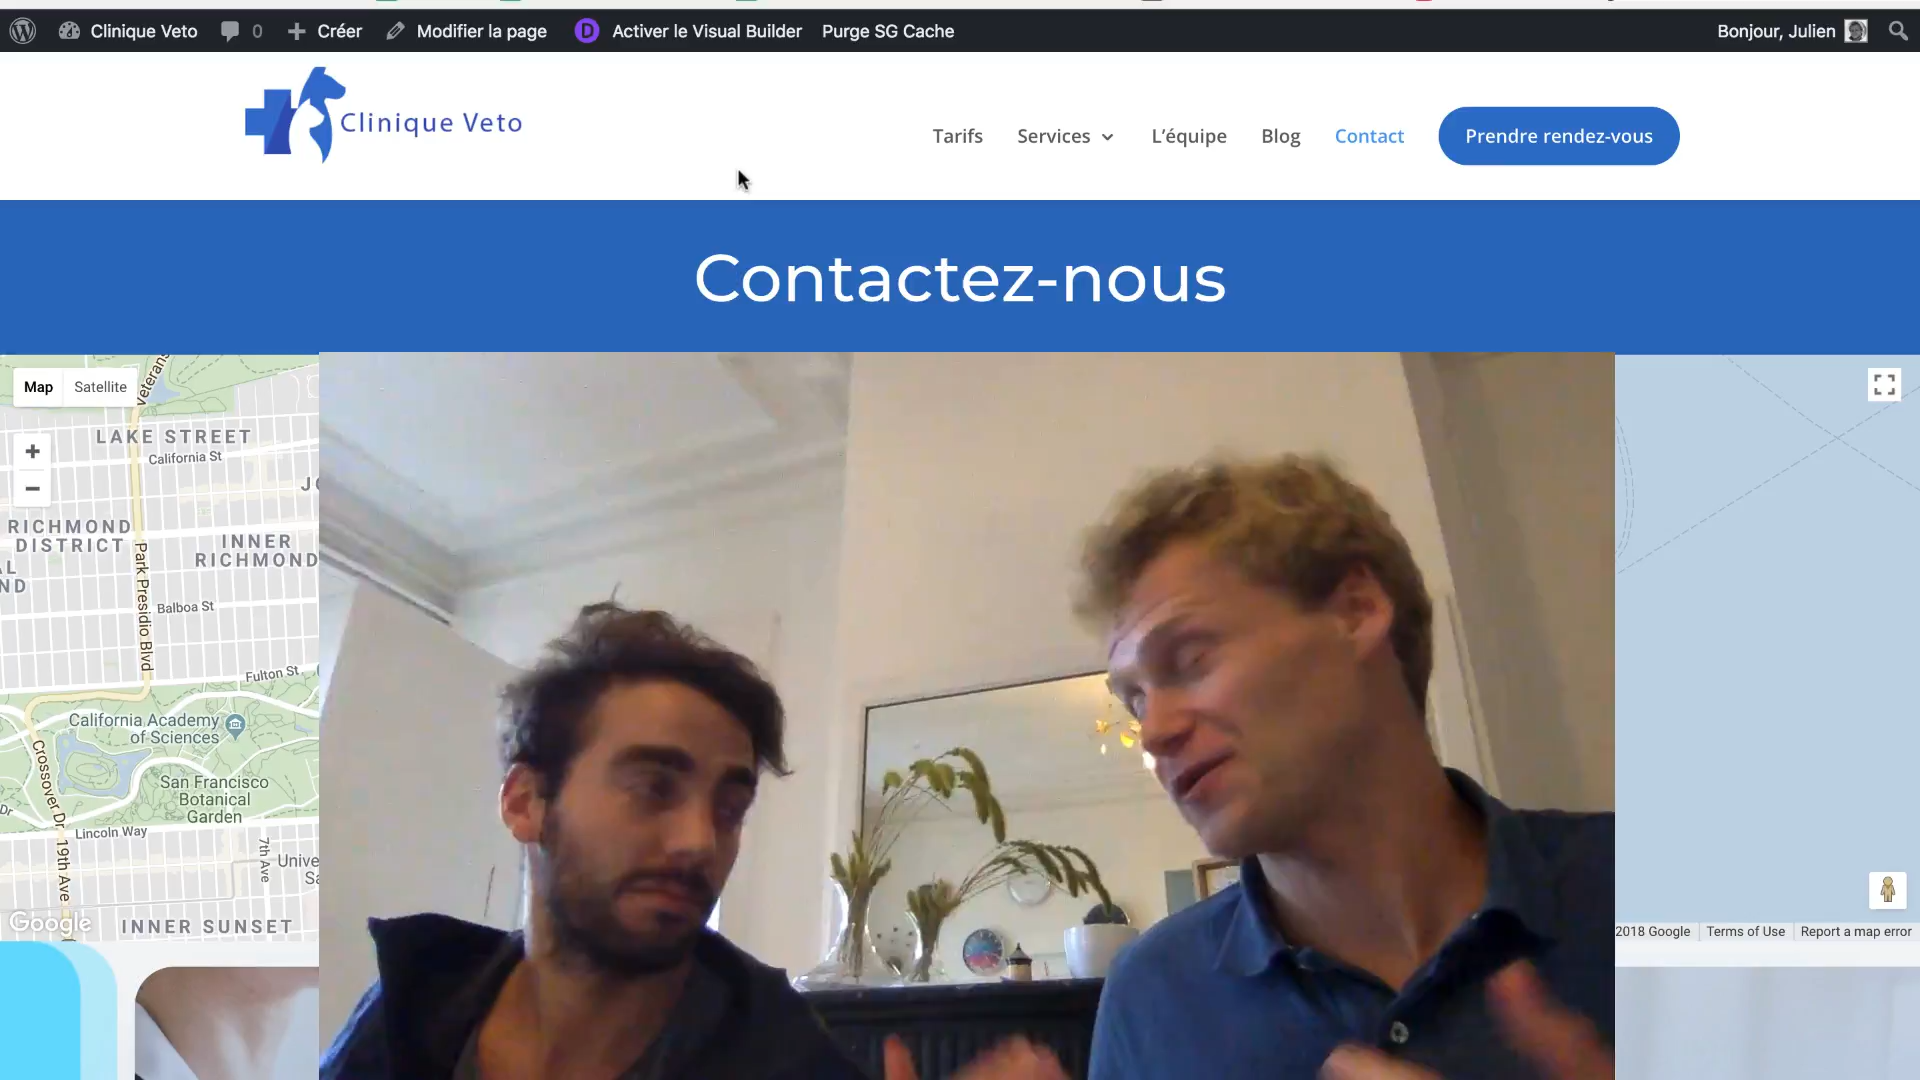 Clinique Veto 0 Créer Modifier la page Activer le Visual Builder Purge SG Cache Bonjour, Julien
Clinique Veto
Tarifs Services L'équipe Blog Contact Prendre rendez-vous
Contactez-nous
Map Satellite
Veterans
LAKE STREET
California St
RICHMOND
DISTRICT
INNER
RICHMOND
Park Presidio Blvd
Balboa St
Fulton St
California Academy
of Sciences
Crossover Dr
San Francisco
Botanical
Garden
Lincoln Way
19th Ave
7th Ave
Google
INNER SUNSET
2018 Google Terms of Use Report a map error